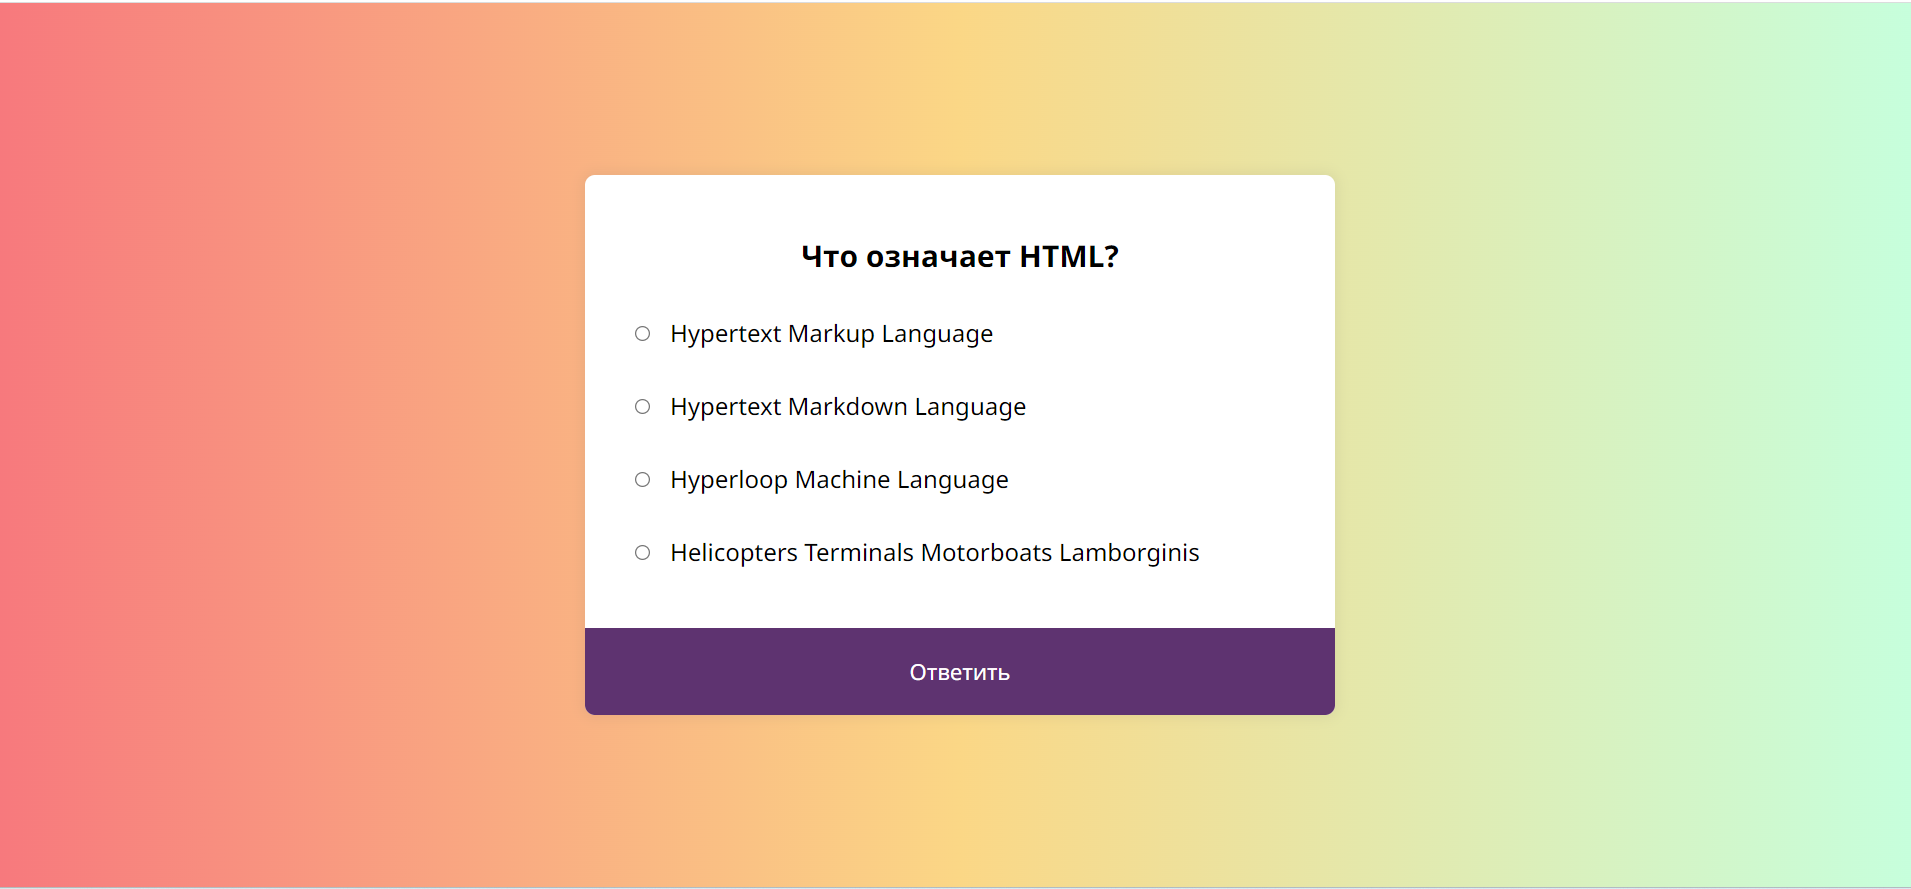 Что означает HTML?
Hypertext Markup Language
Hypertext Markdown Language
Hyperloop Machine Language
Helicopters Terminals Motorboats Lamborginis
Ответить